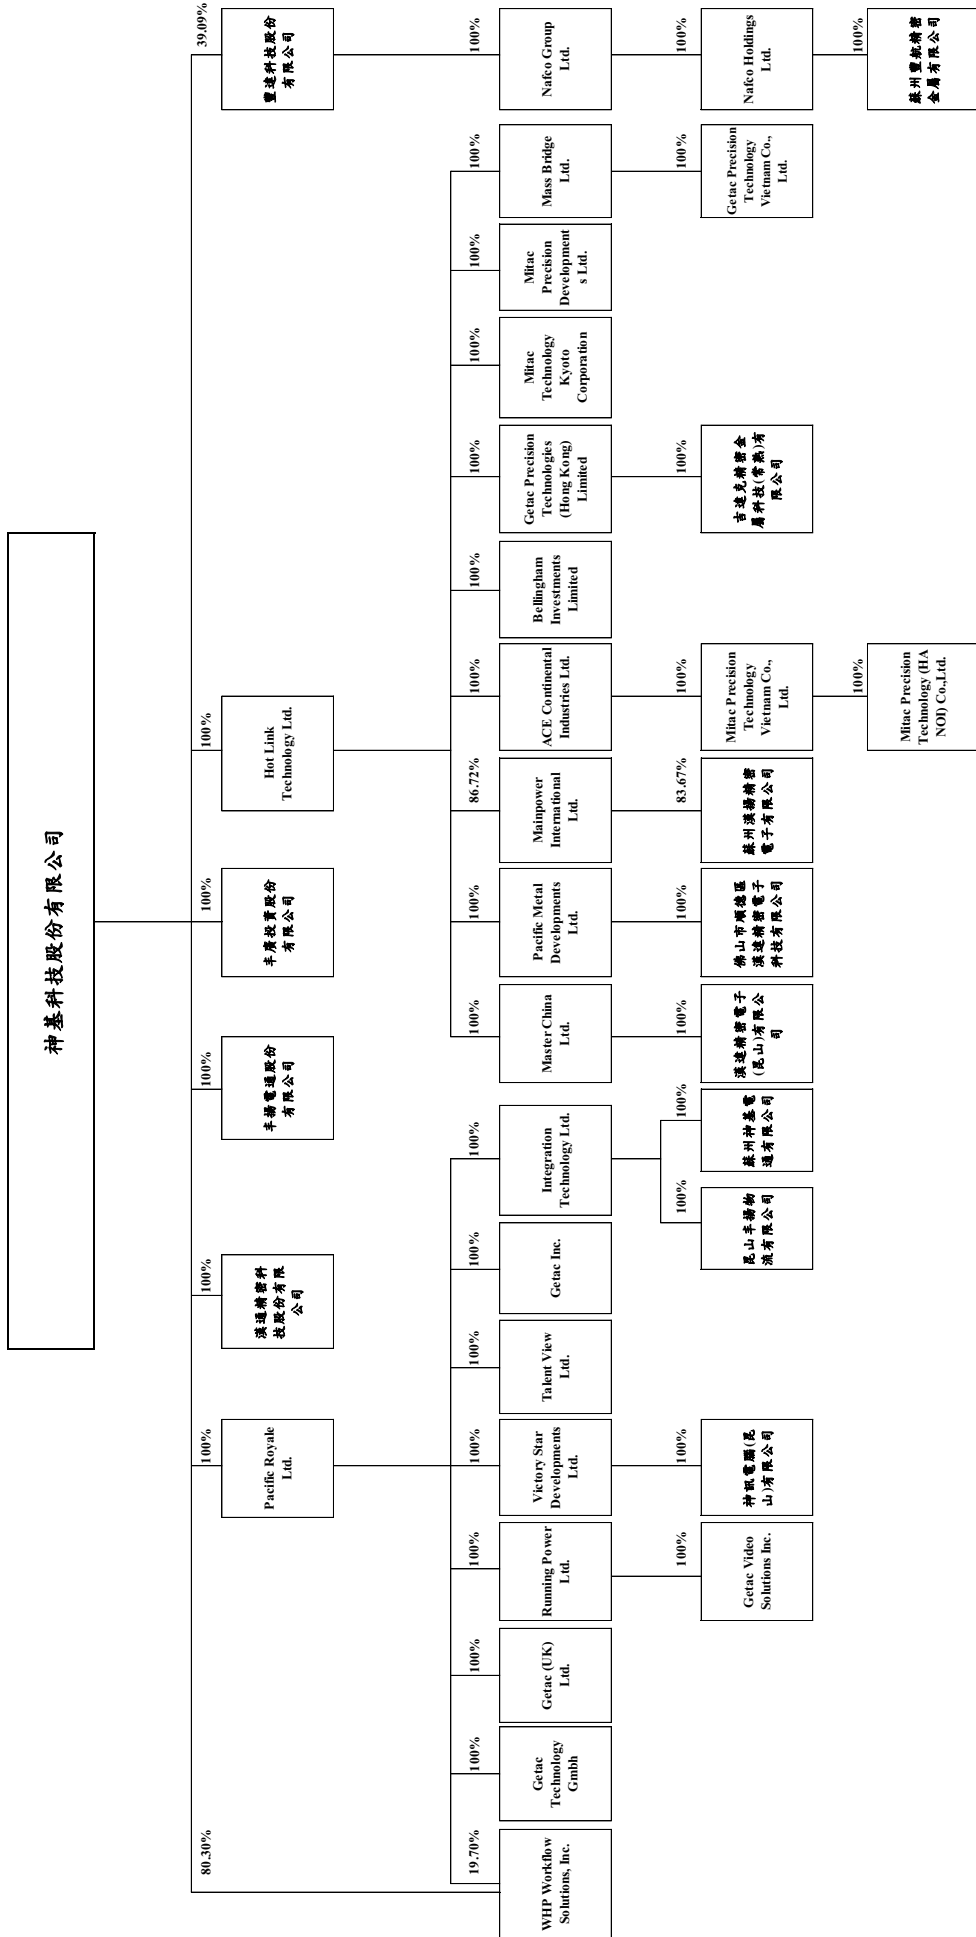 神基科技股份有限公司
80.30%
100%
100%
100%
100%
100%
39.09%
Pacific Royale
Ltd.
漢通精密科
技股份有限
公司
丰揚電通股份
有限公司
丰廣投資股份
有限公司
Hot Link
Technology Ltd.
豐達科技股份
有限公司
19.70%
100%
100%
100%
100%
100%
100%
100%
100%
100%
86.72%
100%
100%
100%
100%
100%
100%
100%
WHP Workflow
Solutions, Inc.
Getac
Technology
Gmbh
Getac (UK)
Ltd.
Running Power
Ltd.
Victory Star
Developments
Ltd.
Talent View
Ltd.
Getac Inc.
Integration
Technology Ltd.
Master China
Ltd.
Pacific Metal
Developments
Ltd.
Mainpower
International
Ltd.
ACE Continental
Industries Ltd.
Bellingham
Investments
Limited
Getac Precision
Technologies
(Hong Kong)
Limited
Mitac
Technology
Kyoto
Corporation
Mitac
Precision
Development
s Ltd.
Mass Bridge
Ltd.
Nafco Group
Ltd.
100%
100%
100%
100%
100%
100%
83.67%
100%
100%
100%
100%
Getac Video
Solutions Inc.
神訊電腦(昆
山)有限公司
昆山丰揚物
流有限公司
蘇州神基電
通有限公司
漢達精密電子
(昆山)有限公
司
佛山市順德區
漢達精密電子
科技有限公司
蘇州漢揚精密
電子有限公司
Mitac Precision
Technology
Vietnam Co.,
Ltd.
吉達克精密金
屬科技(常熟)有
限公司
Getac Precision
Technology
Vietnam Co.,
Ltd.
Nafco Holdings
Ltd.
100%
100%
Mitac Precision
Technology (HA
NOI) Co.,Ltd.
蘇州豐航精密
金屬有限公司